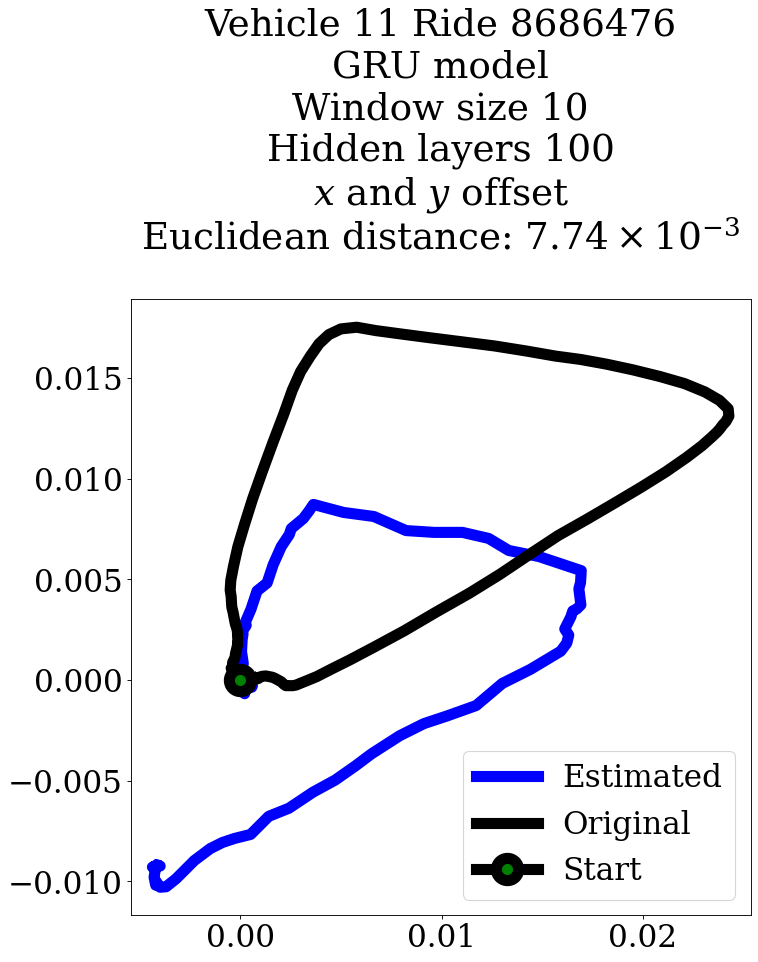 Vehicle 11 Ride 8686476
GRU model
Window size 10
Hidden layers 100
x and y offset
Euclidean distance: 7.74 × 10⁻³
0.015
0.010
0.005
0.000
−0.005
−0.010
Estimated
Original
Start
0.00 0.01 0.02